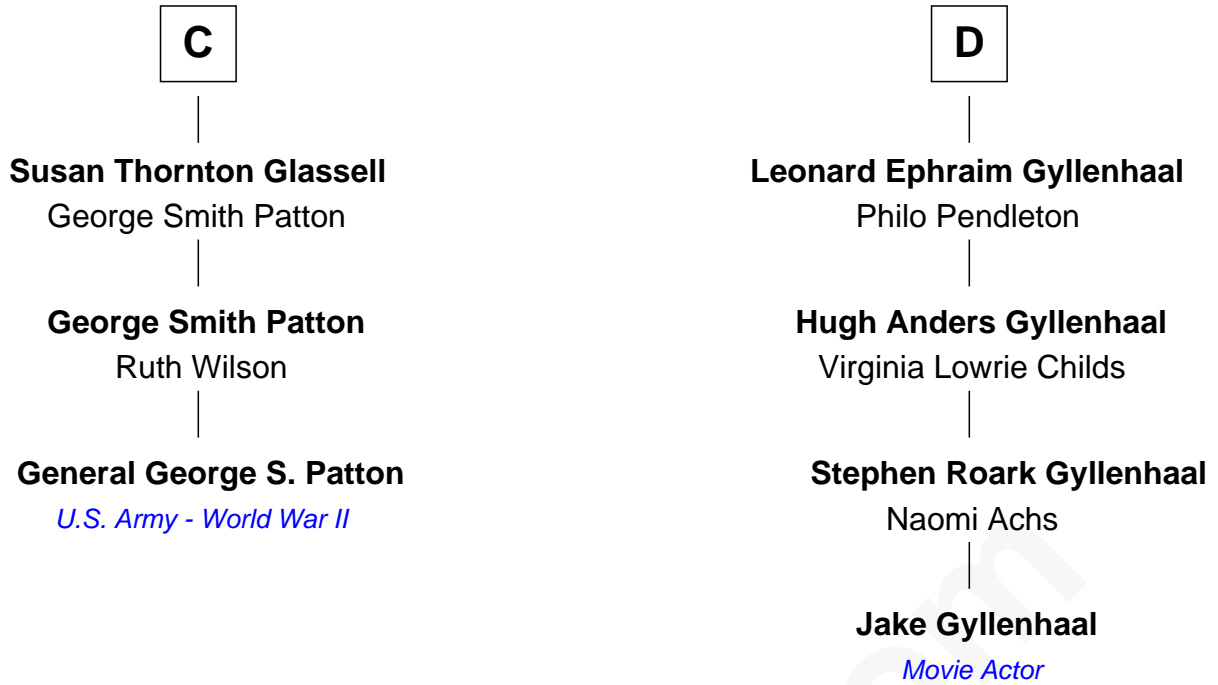 C
Susan Thornton Glassell
George Smith Patton
George Smith Patton
Ruth Wilson
General George S. Patton
U.S. Army - World War II
D
Leonard Ephraim Gyllenhaal
Philo Pendleton
Hugh Anders Gyllenhaal
Virginia Lowrie Childs
Stephen Roark Gyllenhaal
Naomi Achs
Jake Gyllenhaal
Movie Actor
om